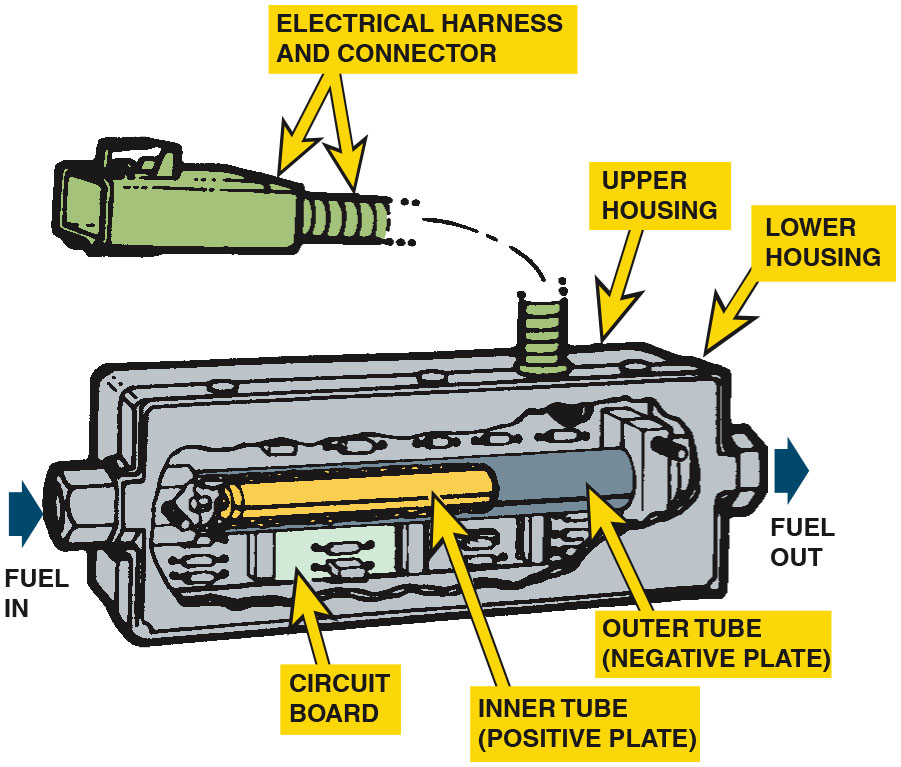 ELECTRICAL HARNESS
AND CONNECTOR
UPPER
HOUSING
LOWER
HOUSING
FUEL
IN
FUEL
OUT
CIRCUIT
BOARD
INNER TUBE
(POSITIVE PLATE)
OUTER TUBE
(NEGATIVE PLATE)